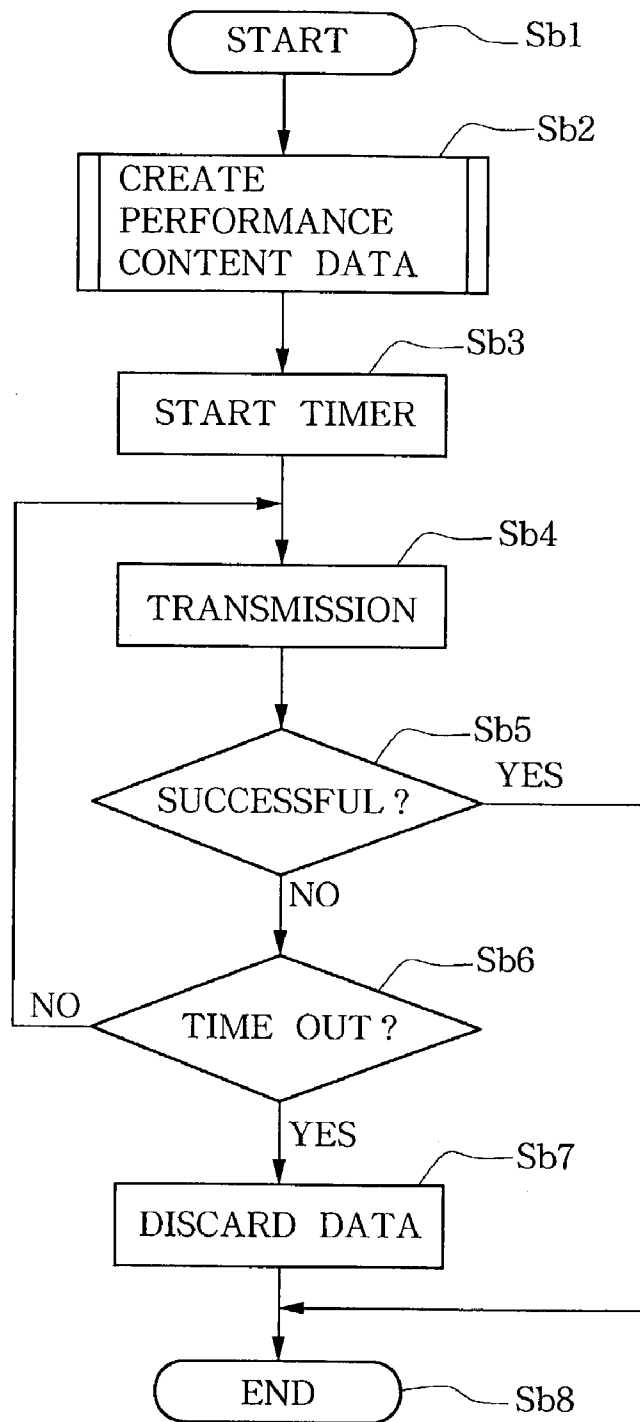 START
Sb1
Sb2
CREATE
PERFORMANCE
CONTENT DATA
Sb3
START TIMER
Sb4
TRANSMISSION
Sb5
YES
SUCCESSFUL?
NO
Sb6
NO
TIME OUT?
YES
Sb7
DISCARD DATA
END
Sb8